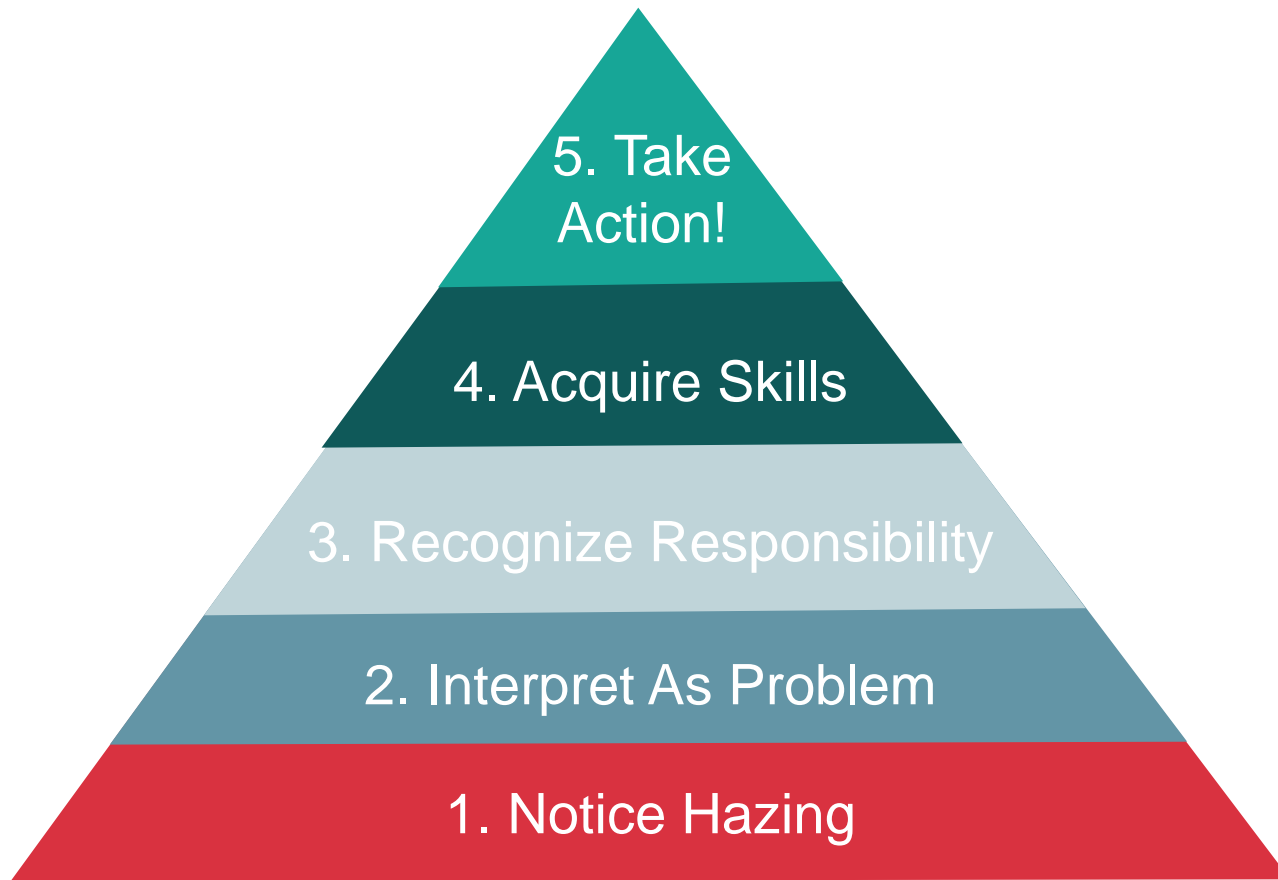 5. Take
Action!
4. Acquire Skills
3. Recognize Responsibility
2. Interpret As Problem
1. Notice Hazing